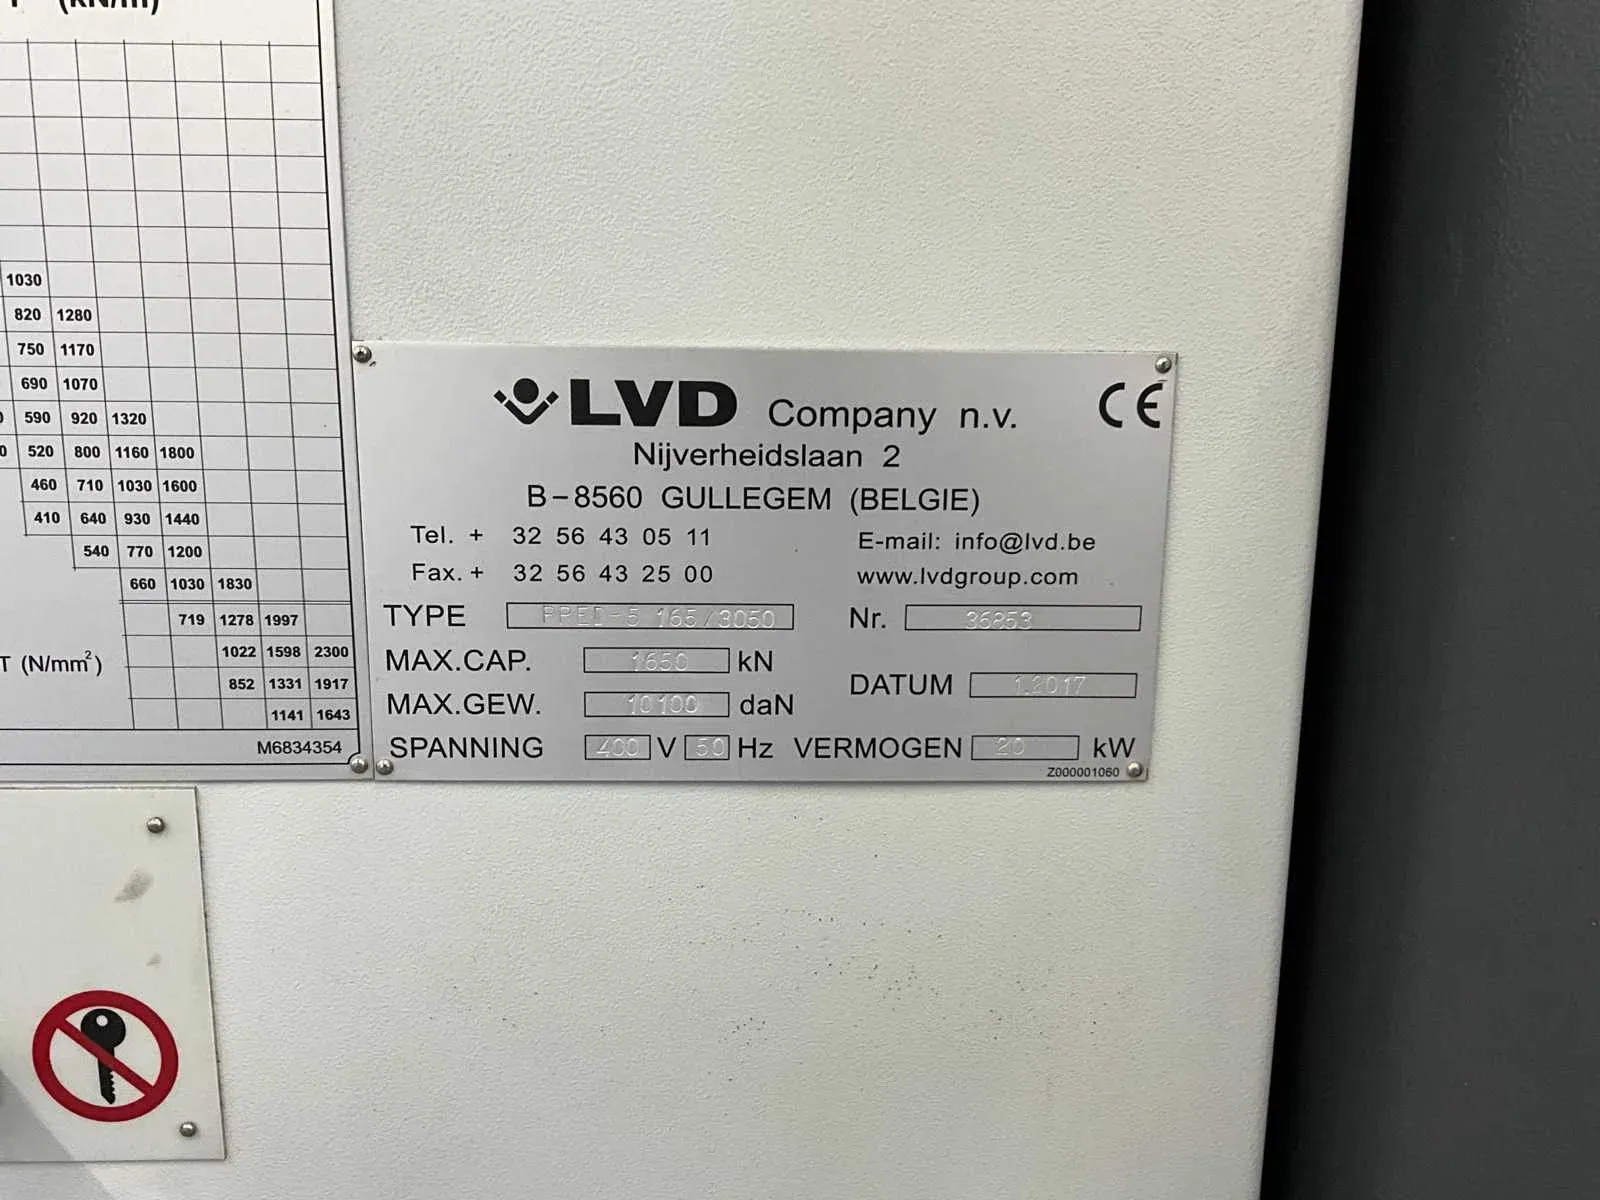 (kN/m)
1030
820 1280
750 1170
690 1070
590 920 1320
520 800 1160 1800
460 710 1030 1600
410 640 930 1440
540 770 1200
660 1030 1830
719 1278 1997
1022 1598 2300
T (N/mm²)
852 1331 1917
1141 1643
M6834354
LVD Company n.v.
CE
Nijverheidslaan 2
B-8560 GULLEGEM (BELGIE)
Tel. + 32 56 43 05 11 E-mail: info@lvd.be
Fax. + 32 56 43 25 00 www.lvdgroup.com
TYPE PPED-5 165/3050 Nr. 36853
MAX.CAP. 1650 kN
DATUM 1.2017
MAX.GEW. 10100 daN
SPANNING 400 V 50 Hz VERMOGEN 20 kW
Z000001060